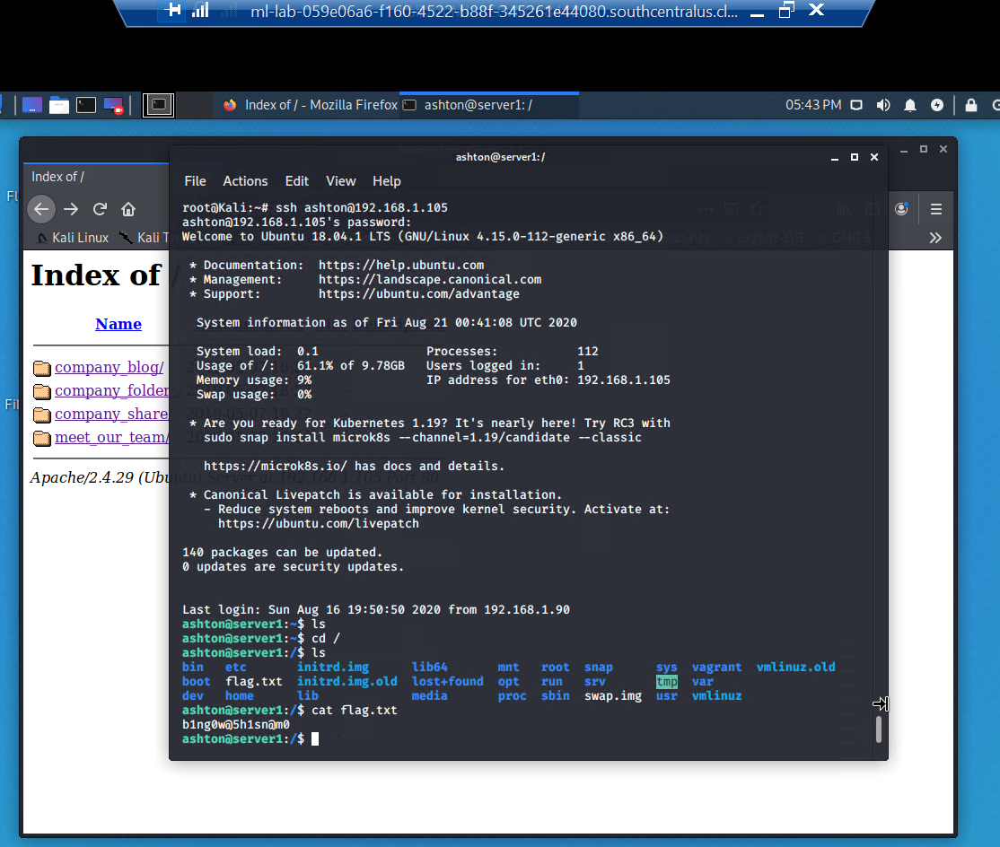 ml-lab-059e06a6-f160-4522-b88f-345261e44080.southcentralus.cl...
Index of / - Mozilla Firefox
ashton@server1: /
05:43 PM
ashton@server1: /
Index of /
File Actions Edit View Help
Kali Linux
Kali T
Index of /
Name
company_blog/
company_folders/
company_share
meet_our_team/
Apache/2.4.29 (Ubuntu) Server at 192.168.1.105 Port 80
root@Kali:~# ssh ashton@192.168.1.105
ashton@192.168.1.105's password:
Welcome to Ubuntu 18.04.1 LTS (GNU/Linux 4.15.0-112-generic x86_64)
* Documentation: https://help.ubuntu.com
* Management: https://landscape.canonical.com
* Support: https://ubuntu.com/advantage
System information as of Fri Aug 21 00:41:08 UTC 2020
System load: 0.1 Processes: 112
Usage of /: 61.1% of 9.78GB Users logged in: 1
Memory usage: 9% IP address for eth0: 192.168.1.105
Swap usage: 0%
* Are you ready for Kubernetes 1.19? It's nearly here! Try RC3 with
sudo snap install microk8s --channel=1.19/candidate --classic
https://microk8s.io/ has docs and details.
* Canonical Livepatch is available for installation.
- Reduce system reboots and improve kernel security. Activate at:
https://ubuntu.com/livepatch
140 packages can be updated.
0 updates are security updates.
Last login: Sun Aug 16 19:50:50 2020 from 192.168.1.90
ashton@server1:~$ ls
ashton@server1:~$ cd /
ashton@server1:/$ ls
bin etc initrd.img lib64 mnt root snap sys vagrant vmlinuz.old
boot flag.txt initrd.img.old lost+found opt run srv tmp var
dev home lib media proc sbin swap.img usr vmlinuz
ashton@server1:/$ cat flag.txt
b1ng0w@5h1sn@m0
ashton@server1:/$